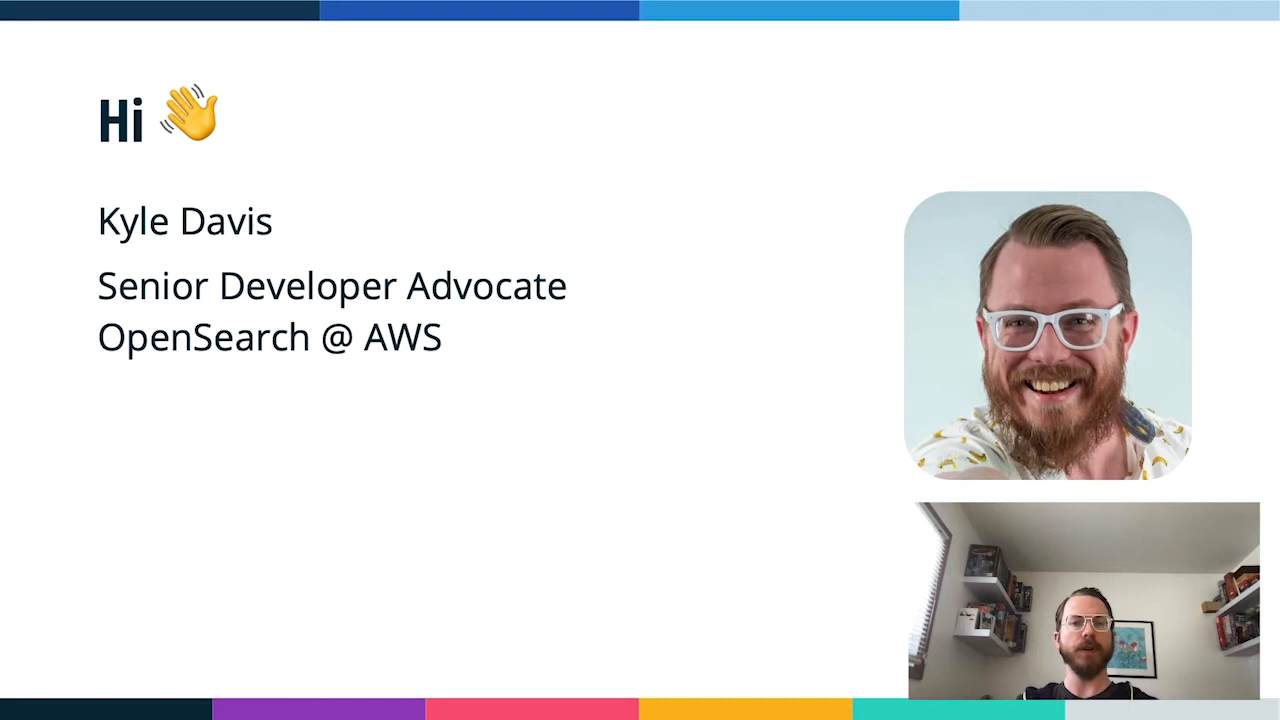 Hi 👋
Kyle Davis
Senior Developer Advocate
OpenSearch @ AWS